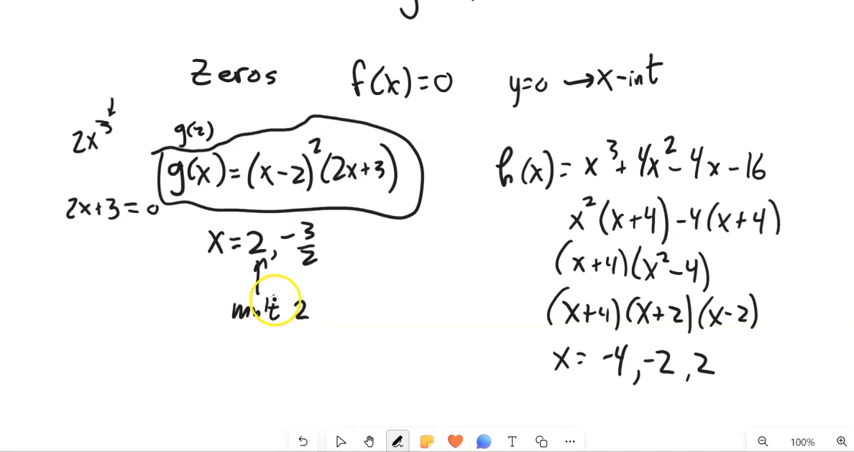 Zeros f(x)=0 y=0 →x-int
2x³
g(2)
g(x)=(x-2)²(2x+3)
2x+3=0
x=2,-3/2
mult 2
h(x)=x³+4x²-4x-16
x²(x+4)-4(x+4)
(x+4)(x²-4)
(x+4)(x+2)(x-2)
x=-4,-2,2
T
100%